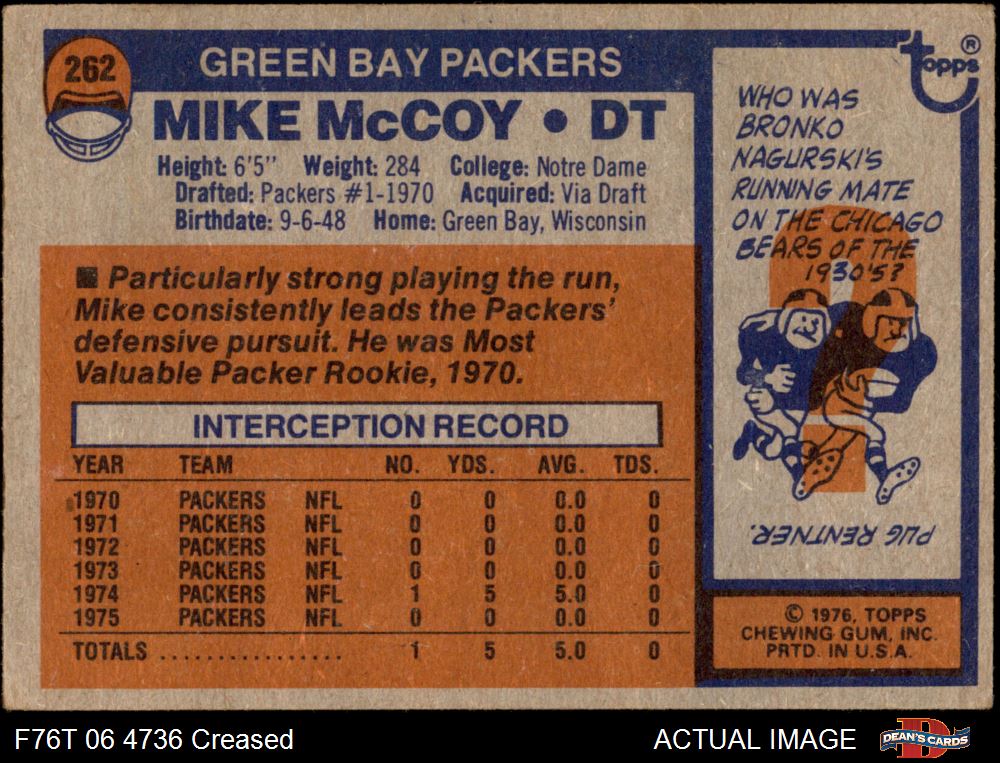 262
GREEN BAY PACKERS
MIKE McCOY • DT
Height: 6'5" Weight: 284 College: Notre Dame
Drafted: Packers #1-1970 Acquired: Via Draft
Birthdate: 9-6-48 Home: Green Bay, Wisconsin
■ Particularly strong playing the run,
Mike consistently leads the Packers'
defensive pursuit. He was Most
Valuable Packer Rookie, 1970.
INTERCEPTION RECORD
YEAR TEAM NO. YDS. AVG. TDS.
1970 PACKERS NFL 0 0 0.0 0
1971 PACKERS NFL 0 0 0.0 0
1972 PACKERS NFL 0 0 0.0 0
1973 PACKERS NFL 0 0 0.0 0
1974 PACKERS NFL 1 5 5.0 0
1975 PACKERS NFL 0 0 0.0 0
TOTALS ................. 1 5 5.0 0
topps ®
WHO WAS
BRONKO
NAGURSKI'S
RUNNING MATE
ON THE CHICAGO
BEARS OF THE
1930'S?
?
PUG RENTNER.
© 1976, TOPPS
CHEWING GUM, INC.
PRTD. IN U.S.A.
F76T 06 4736 Creased
ACTUAL IMAGE
D
DEAN'S CARDS